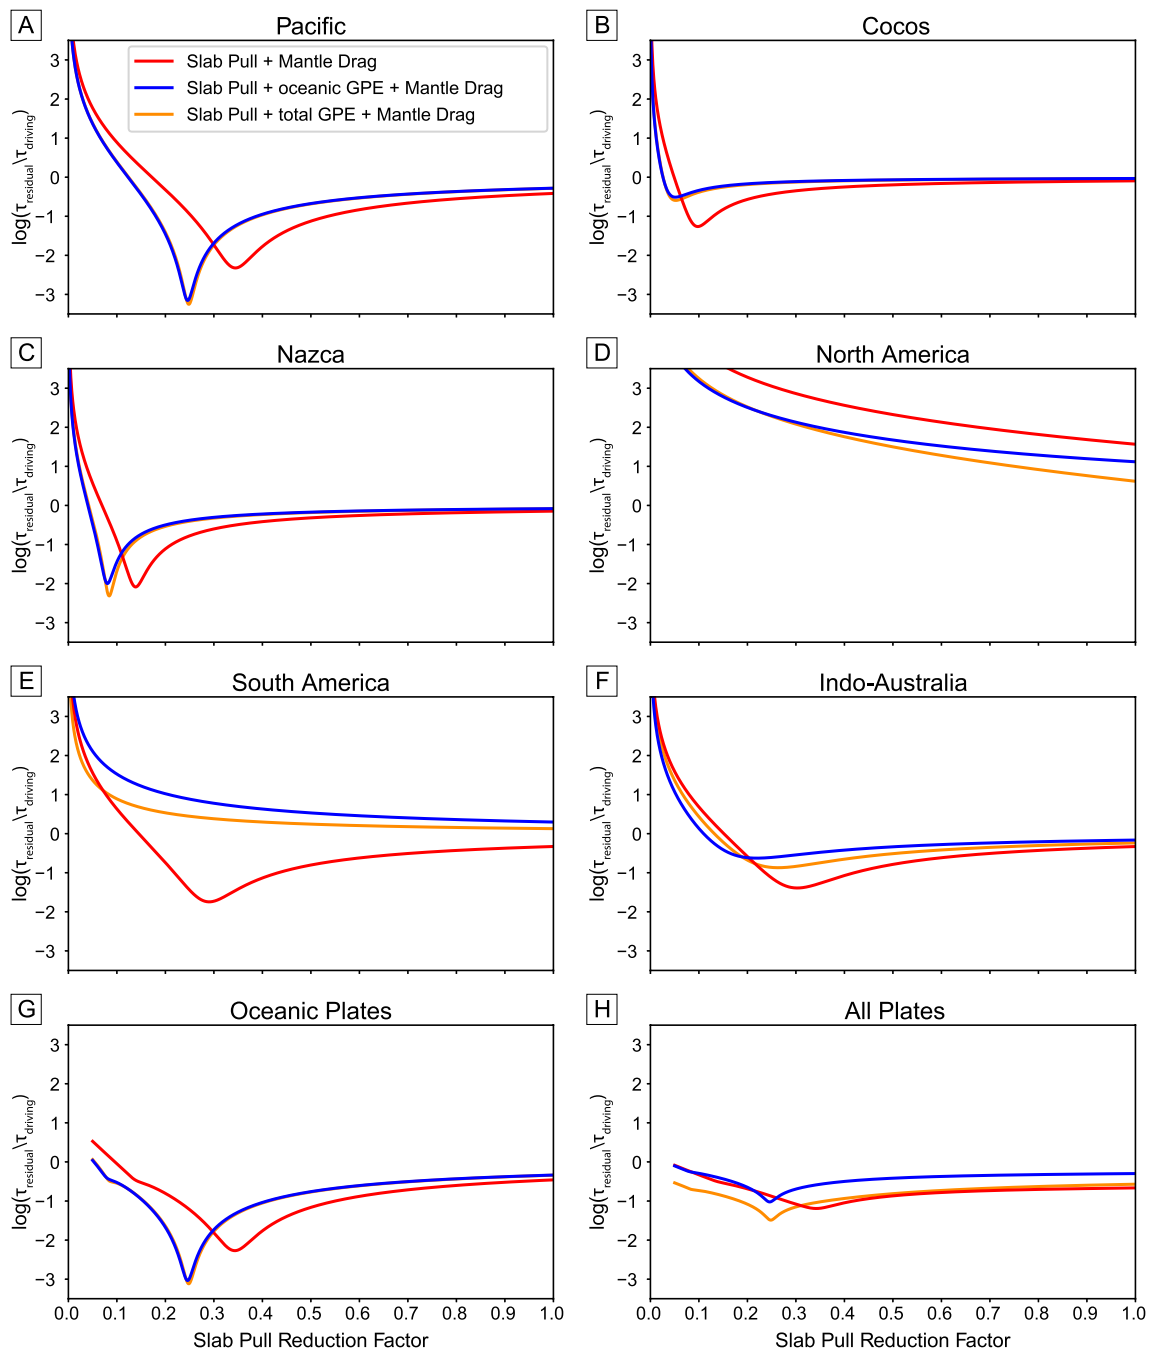 A
Pacific
3
2
1
0
−1
−2
−3
log(τresidual\τdriving)
Slab Pull + Mantle Drag
Slab Pull + oceanic GPE + Mantle Drag
Slab Pull + total GPE + Mantle Drag
B
Cocos
3
2
1
0
−1
−2
−3
log(τresidual\τdriving)
C
Nazca
3
2
1
0
−1
−2
−3
log(τresidual\τdriving)
D
North America
3
2
1
0
−1
−2
−3
log(τresidual\τdriving)
E
South America
3
2
1
0
−1
−2
−3
log(τresidual\τdriving)
F
Indo-Australia
3
2
1
0
−1
−2
−3
log(τresidual\τdriving)
G
Oceanic Plates
3
2
1
0
−1
−2
−3
log(τresidual\τdriving)
0.0 0.1 0.2 0.3 0.4 0.5 0.6 0.7 0.8 0.9 1.0
Slab Pull Reduction Factor
H
All Plates
3
2
1
0
−1
−2
−3
log(τresidual\τdriving)
0.0 0.1 0.2 0.3 0.4 0.5 0.6 0.7 0.8 0.9 1.0
Slab Pull Reduction Factor